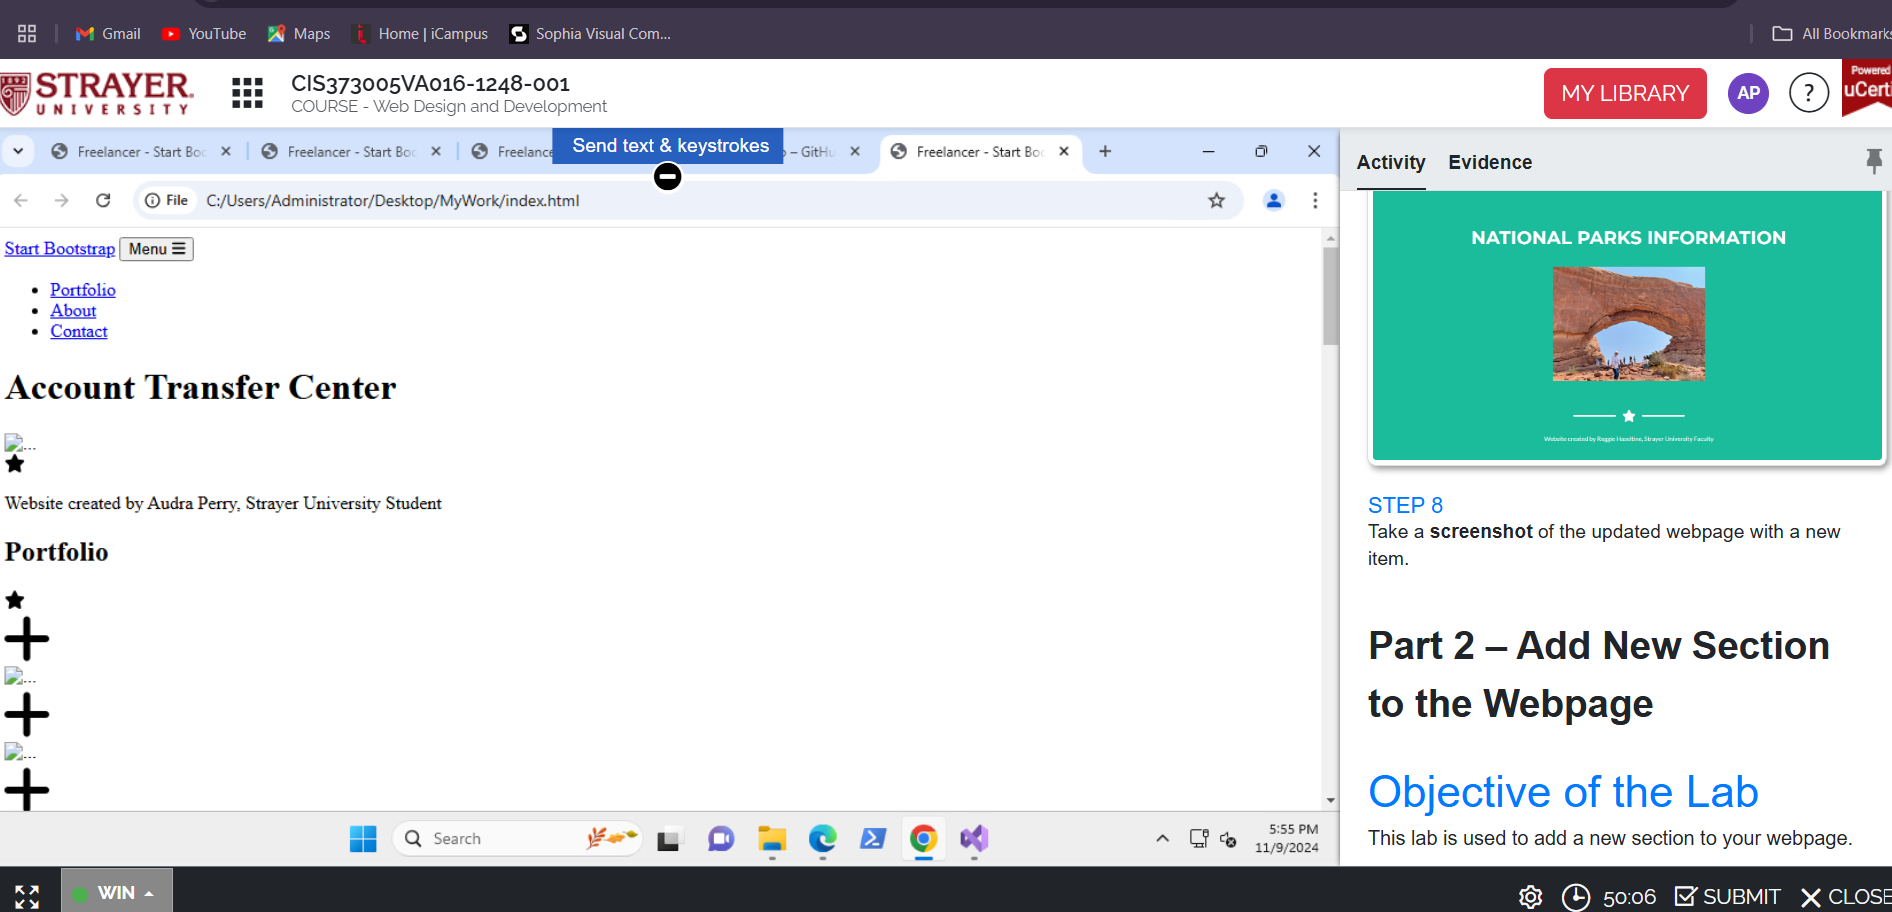 Gmail
YouTube
Maps
Home | iCampus
Sophia Visual Com...
All Bookmarks
1892
STRAYER
UNIVERSITY
CIS373005VA016-1248-001
COURSE - Web Design and Development
MY LIBRARY
AP
?
Powered
uCerti
Freelancer - Start Boo
Freelancer - Start Boo
Freelance
Send text & keystrokes
– GitHu
Freelancer - Start Boo
File
C:/Users/Administrator/Desktop/MyWork/index.html
Start Bootstrap
Menu
Portfolio
About
Contact
Account Transfer Center
...
Website created by Audra Perry, Strayer University Student
Portfolio
...
...
Search
5:55 PM
11/9/2024
Activity
Evidence
NATIONAL PARKS INFORMATION
Website created by Reggie Haseltine, Strayer University Faculty
STEP 8
Take a screenshot of the updated webpage with a new
item.
Part 2 – Add New Section
to the Webpage
Objective of the Lab
This lab is used to add a new section to your webpage.
WIN
50:06
SUBMIT
CLOSE